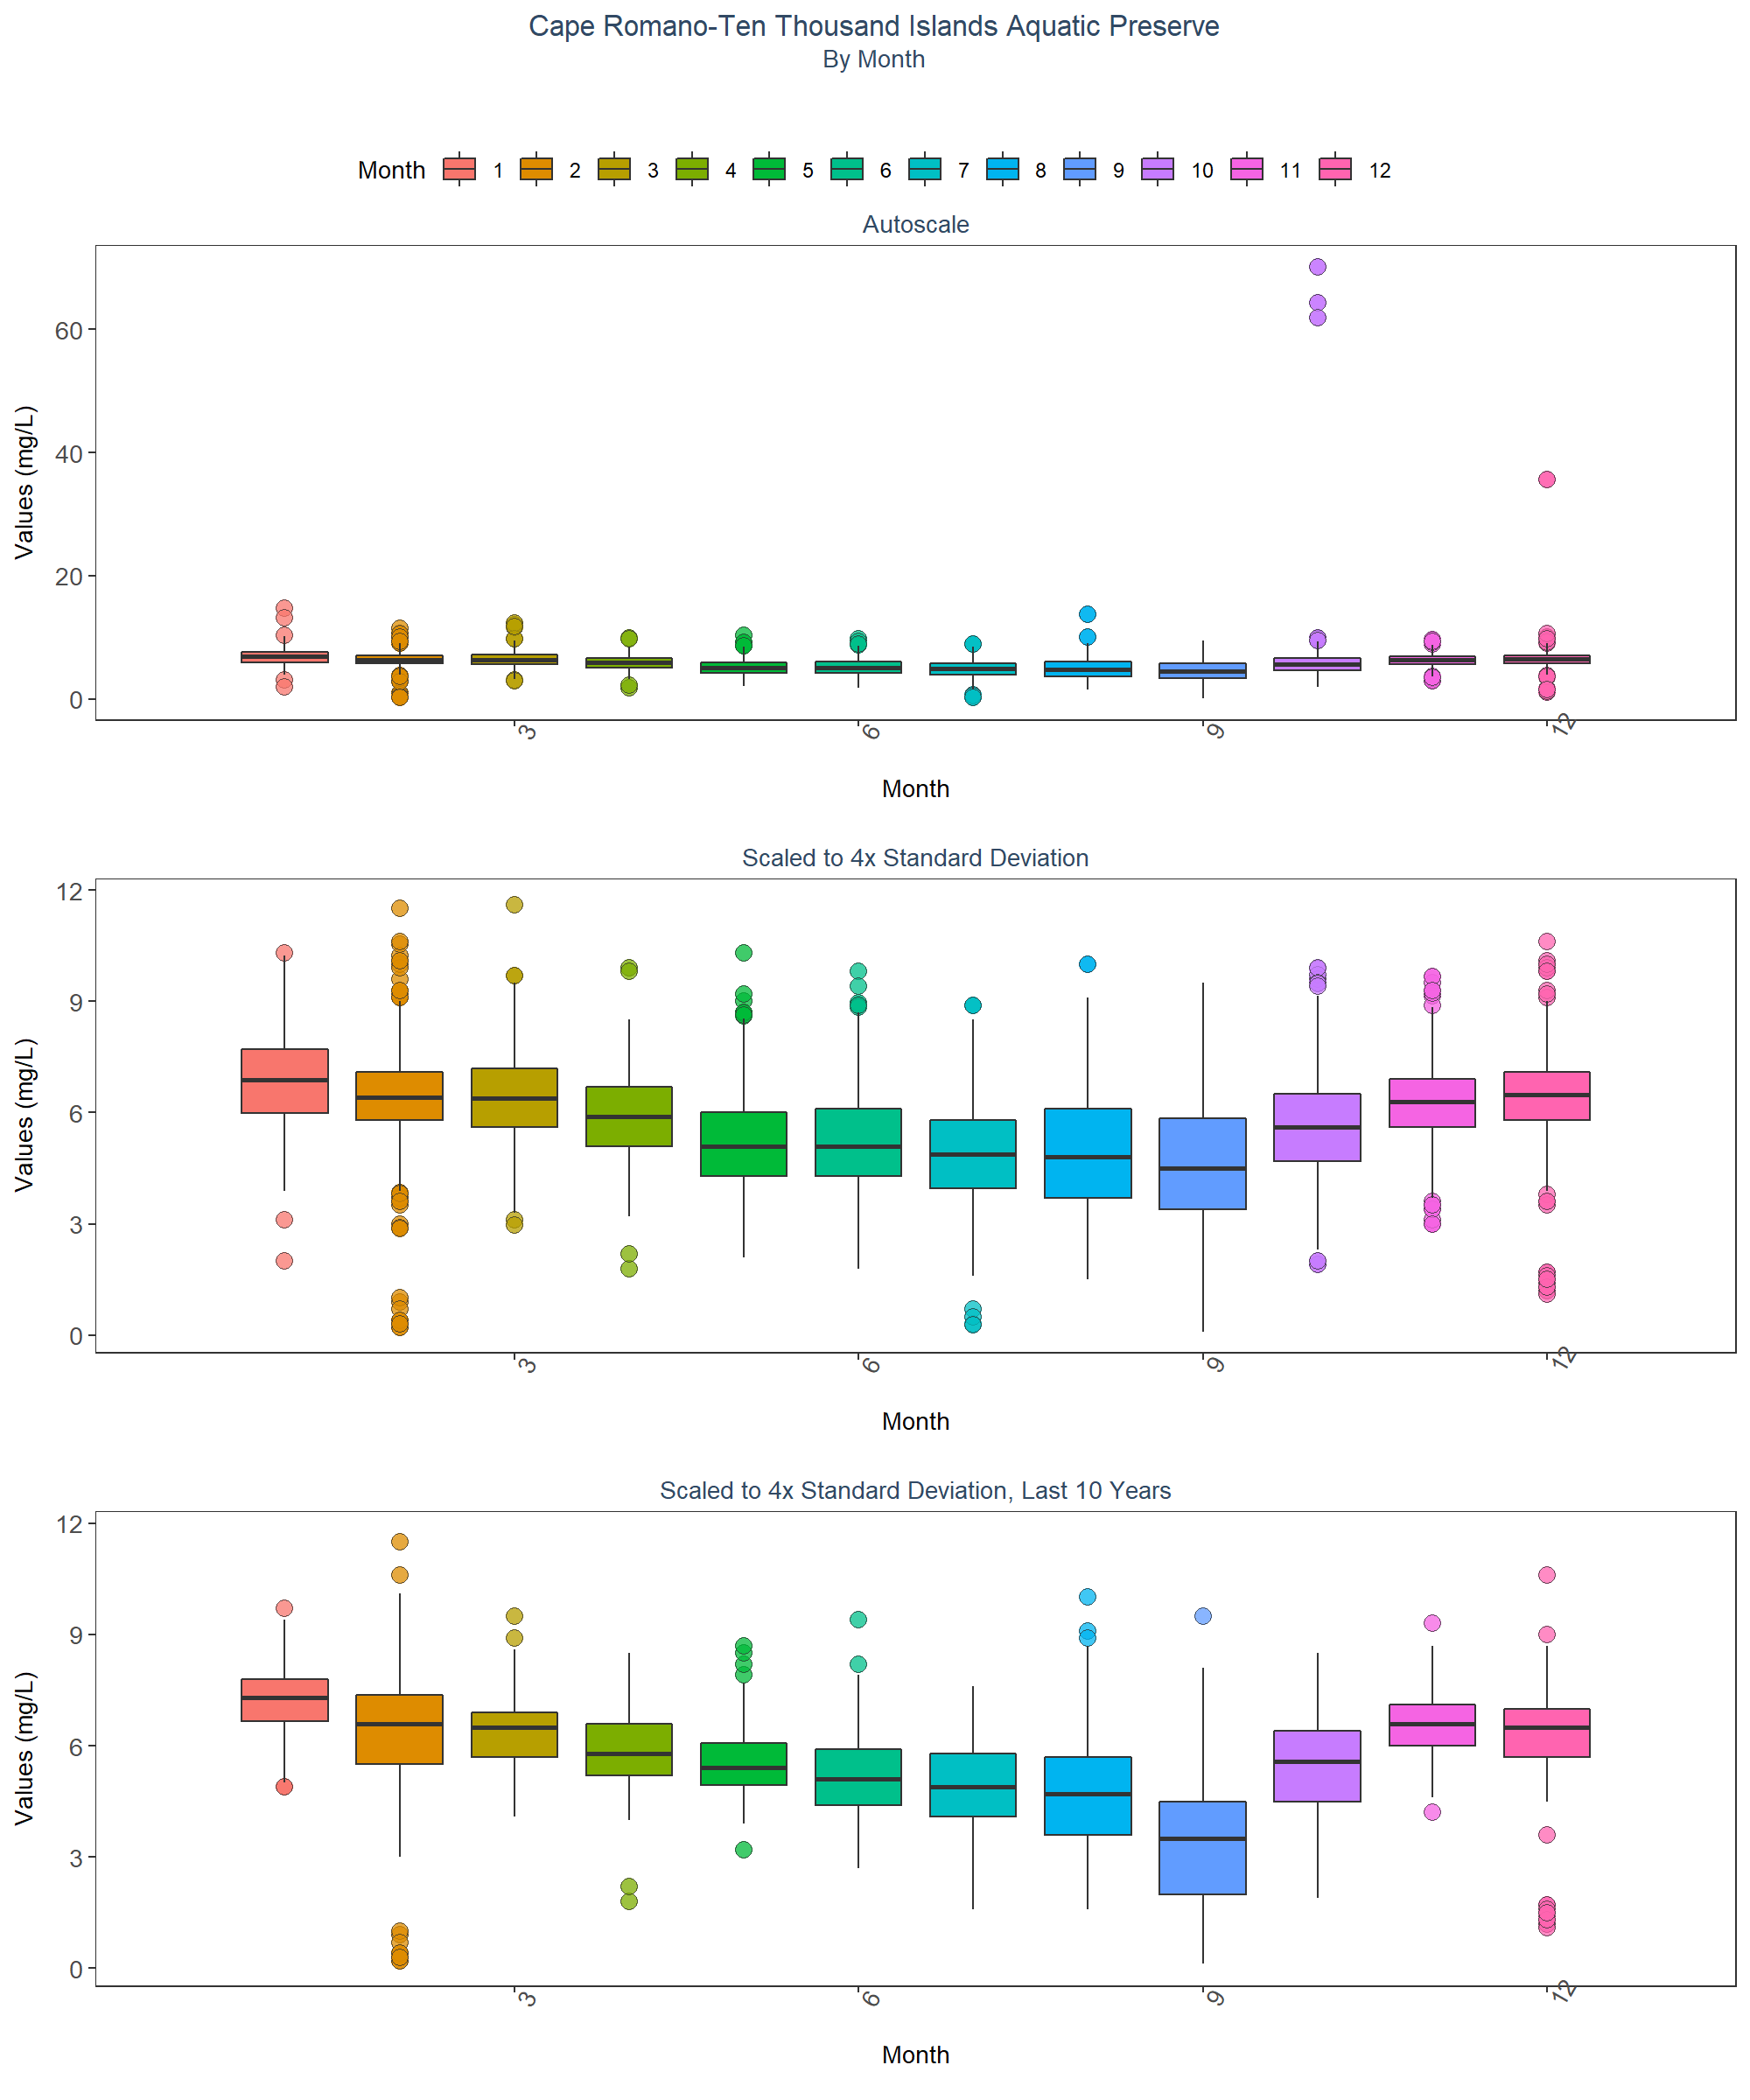 Cape Romano-Ten Thousand Islands Aquatic Preserve
By Month
Month 1 2 3 4 5 6 7 8 9 10 11 12
Autoscale
Values (mg/L)
60
40
20
0
3 6 9 12
Month
Scaled to 4x Standard Deviation
Values (mg/L)
12
9
6
3
0
3 6 9 12
Month
Scaled to 4x Standard Deviation, Last 10 Years
Values (mg/L)
12
9
6
3
0
3 6 9 12
Month